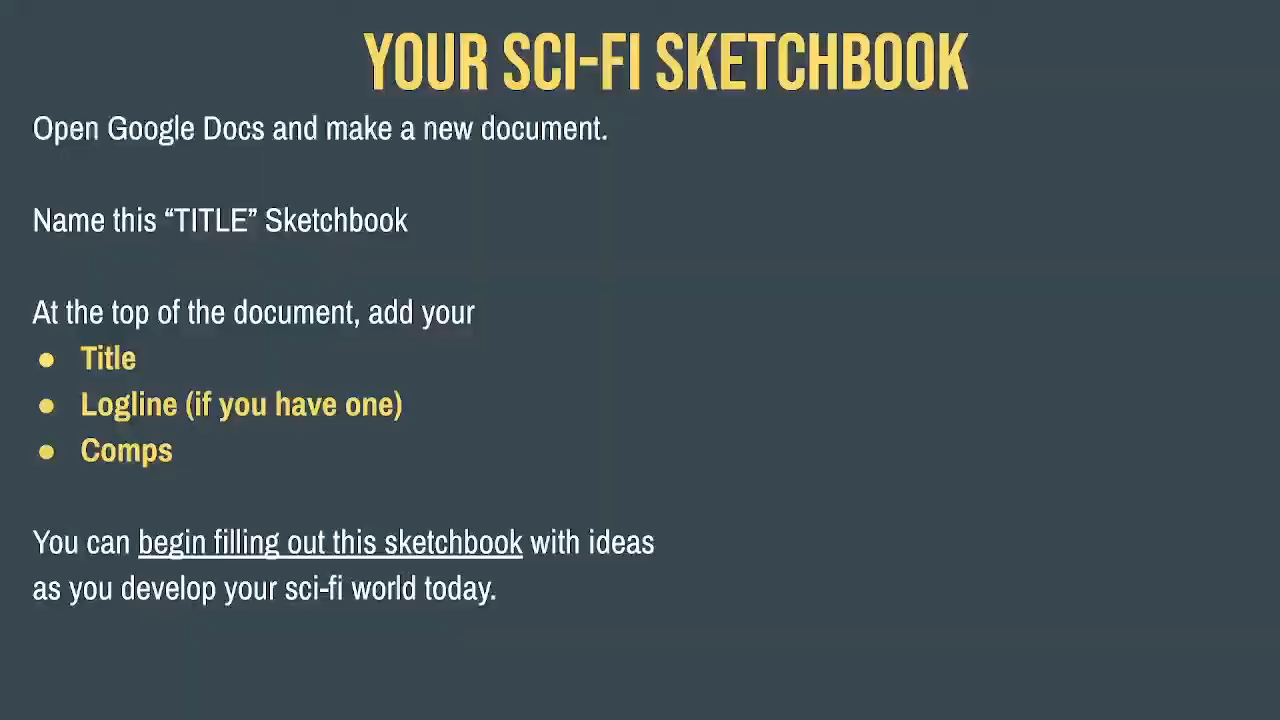 YOUR SCI-FI SKETCHBOOK
Open Google Docs and make a new document.
Name this “TITLE” Sketchbook
At the top of the document, add your
● Title
● Logline (if you have one)
● Comps
You can begin filling out this sketchbook with ideas
as you develop your sci-fi world today.